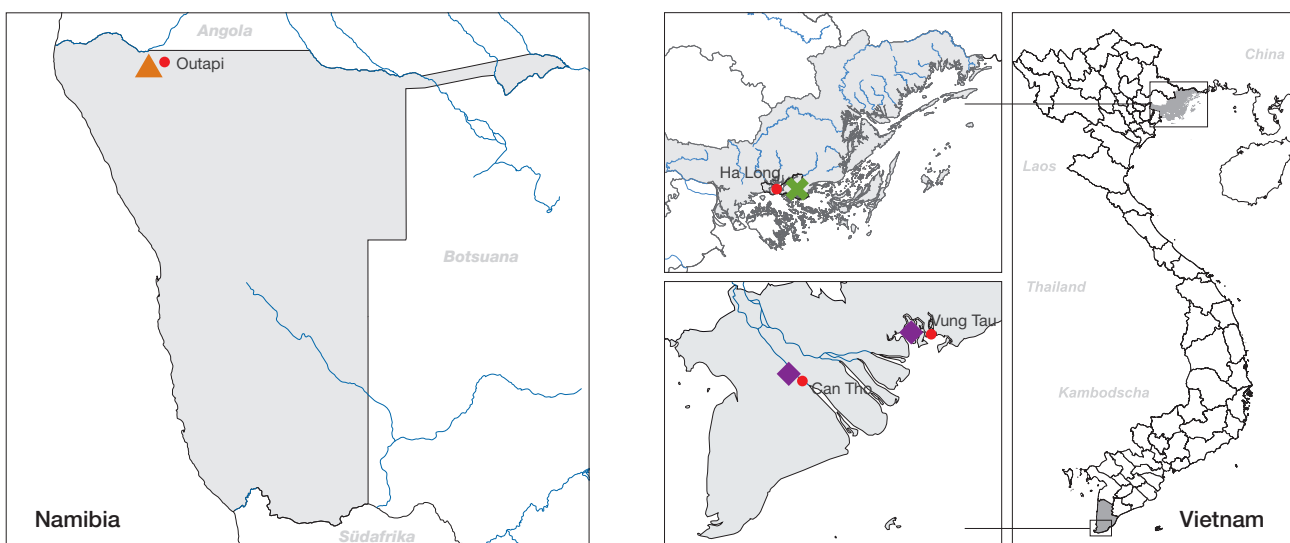 Angola
Outapi
Botsuana
Namibia
Südafrika
Ha Long
Vung Tau
Can Tho
China
Laos
Thailand
Kambodscha
Vietnam